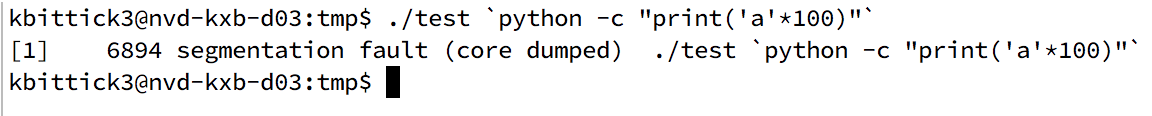 kbittick3@nvd-kxb-d03:tmp$ ./test `python -c "print('a'*100)"`
[1]    6894 segmentation fault (core dumped)  ./test `python -c "print('a'*100)"`
kbittick3@nvd-kxb-d03:tmp$